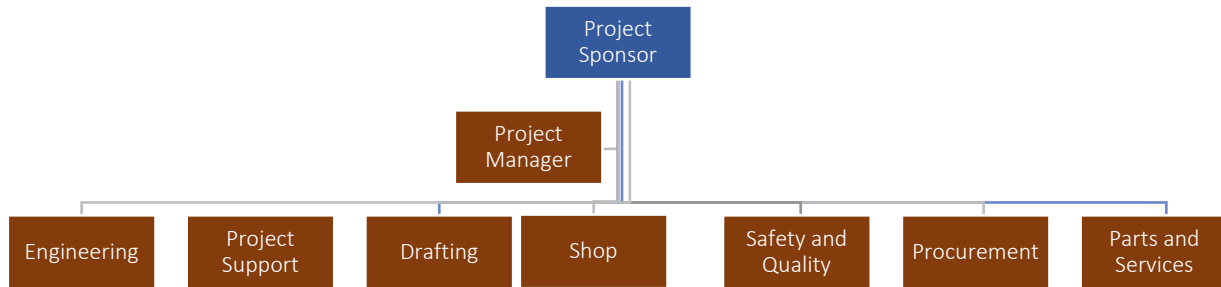 Project
Sponsor
Project
Manager
Engineering
Project
Support
Drafting
Shop
Safety and
Quality
Procurement
Parts and
Services